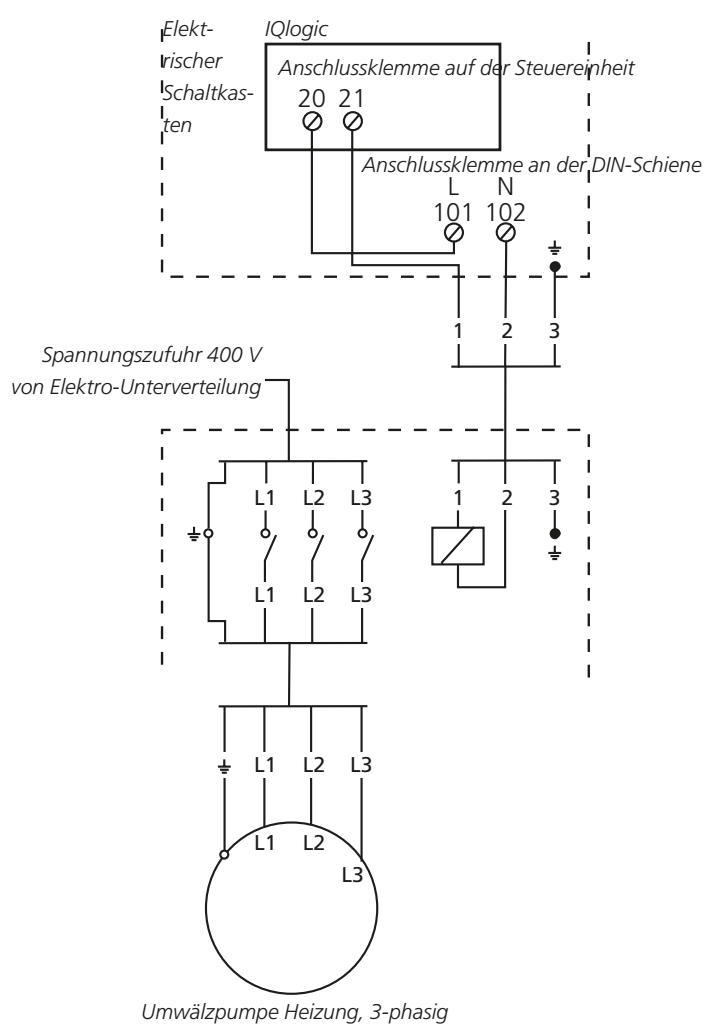 Elekt-
rischer
Schaltkas-
ten
IQlogic
Anschlussklemme auf der Steuereinheit
20 21
Anschlussklemme an der DIN-Schiene
L N
101 102
1 2 3
Spannungszufuhr 400 V
von Elektro-Unterverteilung
L1 L2 L3
1 2 3
L1 L2 L3
L1 L2 L3
L1 L2
L3
Umwälzpumpe Heizung, 3-phasig